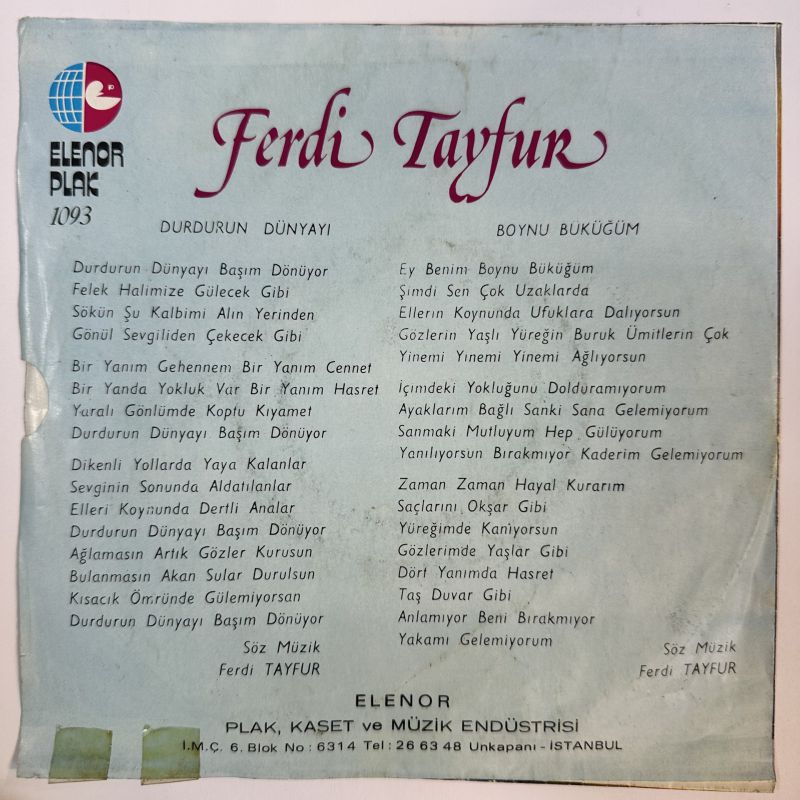 ELENOR
PLAK
1093
Ferdi Tayfur
DURDURUN DÜNYAYI
Durdurun Dünyayı Başım Dönüyor
Felek Halimize Gülecek Gibi
Sökün Şu Kalbimi Alın Yerinden
Gönül Sevgiliden Çekecek Gibi
Bir Yanım Gehennem Bir Yanım Cennet
Bir Yanda Yokluk Var Bir Yanım Hasret
Yaralı Gönlümde Koptu Kıyamet
Durdurun Dünyayı Başım Dönüyor
Dikenli Yollarda Yaya Kalanlar
Sevginin Sonunda Aldatılanlar
Elleri Koynunda Dertli Analar
Durdurun Dünyayı Başım Dönüyor
Ağlamasın Artık Gözler Kurusun
Bulanmasın Akan Sular Durulsun
Kısacık Ömründe Gülemiyorsan
Durdurun Dünyayı Başım Dönüyor
Söz Müzik
Ferdi TAYFUR
BOYNU BÜKÜĞÜM
Ey Benim Boynu Büküğüm
Şimdi Sen Çok Uzaklarda
Ellerin Koynunda Ufuklara Dalıyorsun
Gözlerin Yaşlı Yüreğin Buruk Ümitlerin Çok
Yinemi Yınemi Yinemi Ağlıyorsun
İçimdeki Yokluğunu Dolduramıyorum
Ayaklarım Bağlı Sanki Sana Gelemiyorum
Sanmaki Mutluyum Hep Gülüyorum
Yanılıyorsun Bırakmıyor Kaderim Gelemiyorum
Zaman Zaman Hayal Kurarım
Saçlarını Okşar Gibi
Yüreğimde Kanıyorsun
Gözlerimde Yaşlar Gibi
Dört Yanımda Hasret
Taş Duvar Gibi
Anlamıyor Beni Bırakmıyor
Yakamı Gelemiyorum
Söz Müzik
Ferdi TAYFUR
ELENOR
PLAK, KASET ve MÜZİK ENDÜSTRİSİ
İ.M.Ç. 6. Blok No : 6314 Tel : 26 63 48 Unkapanı - İSTANBUL